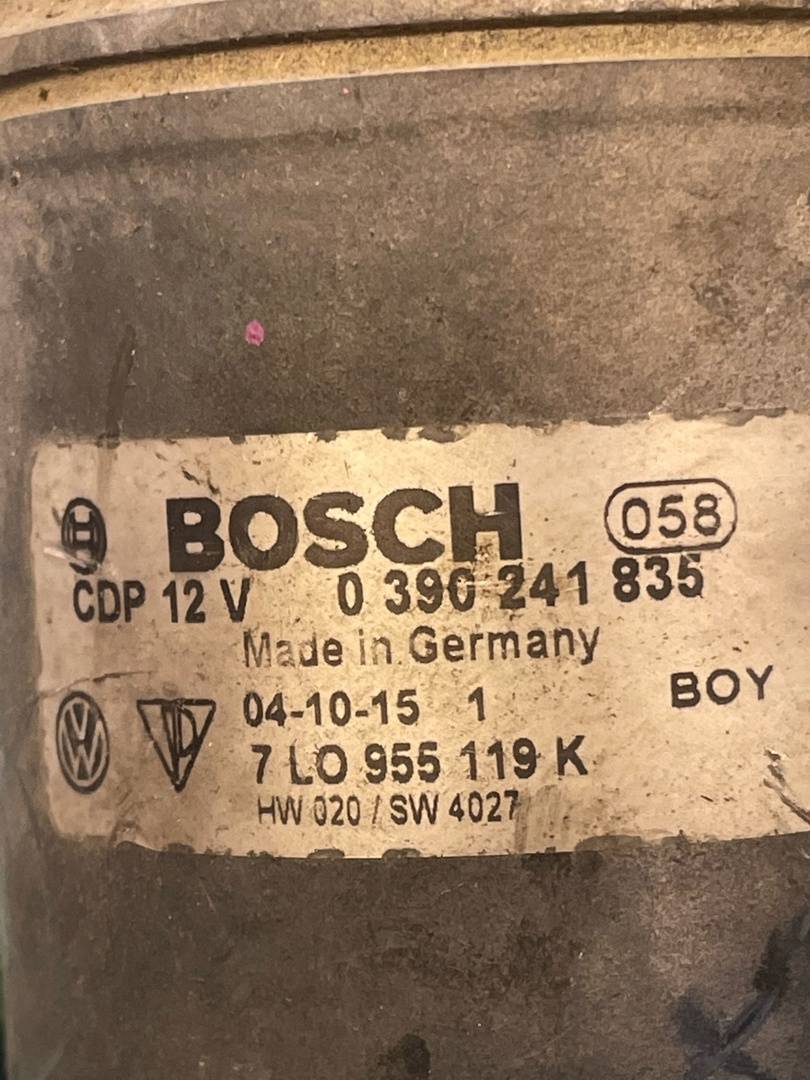 BOSCH 058
CDP 12 V 0 390 241 835
Made in Germany
BOY
04-10-15 1
7 LO 955 119 K
HW 020 / SW 4027